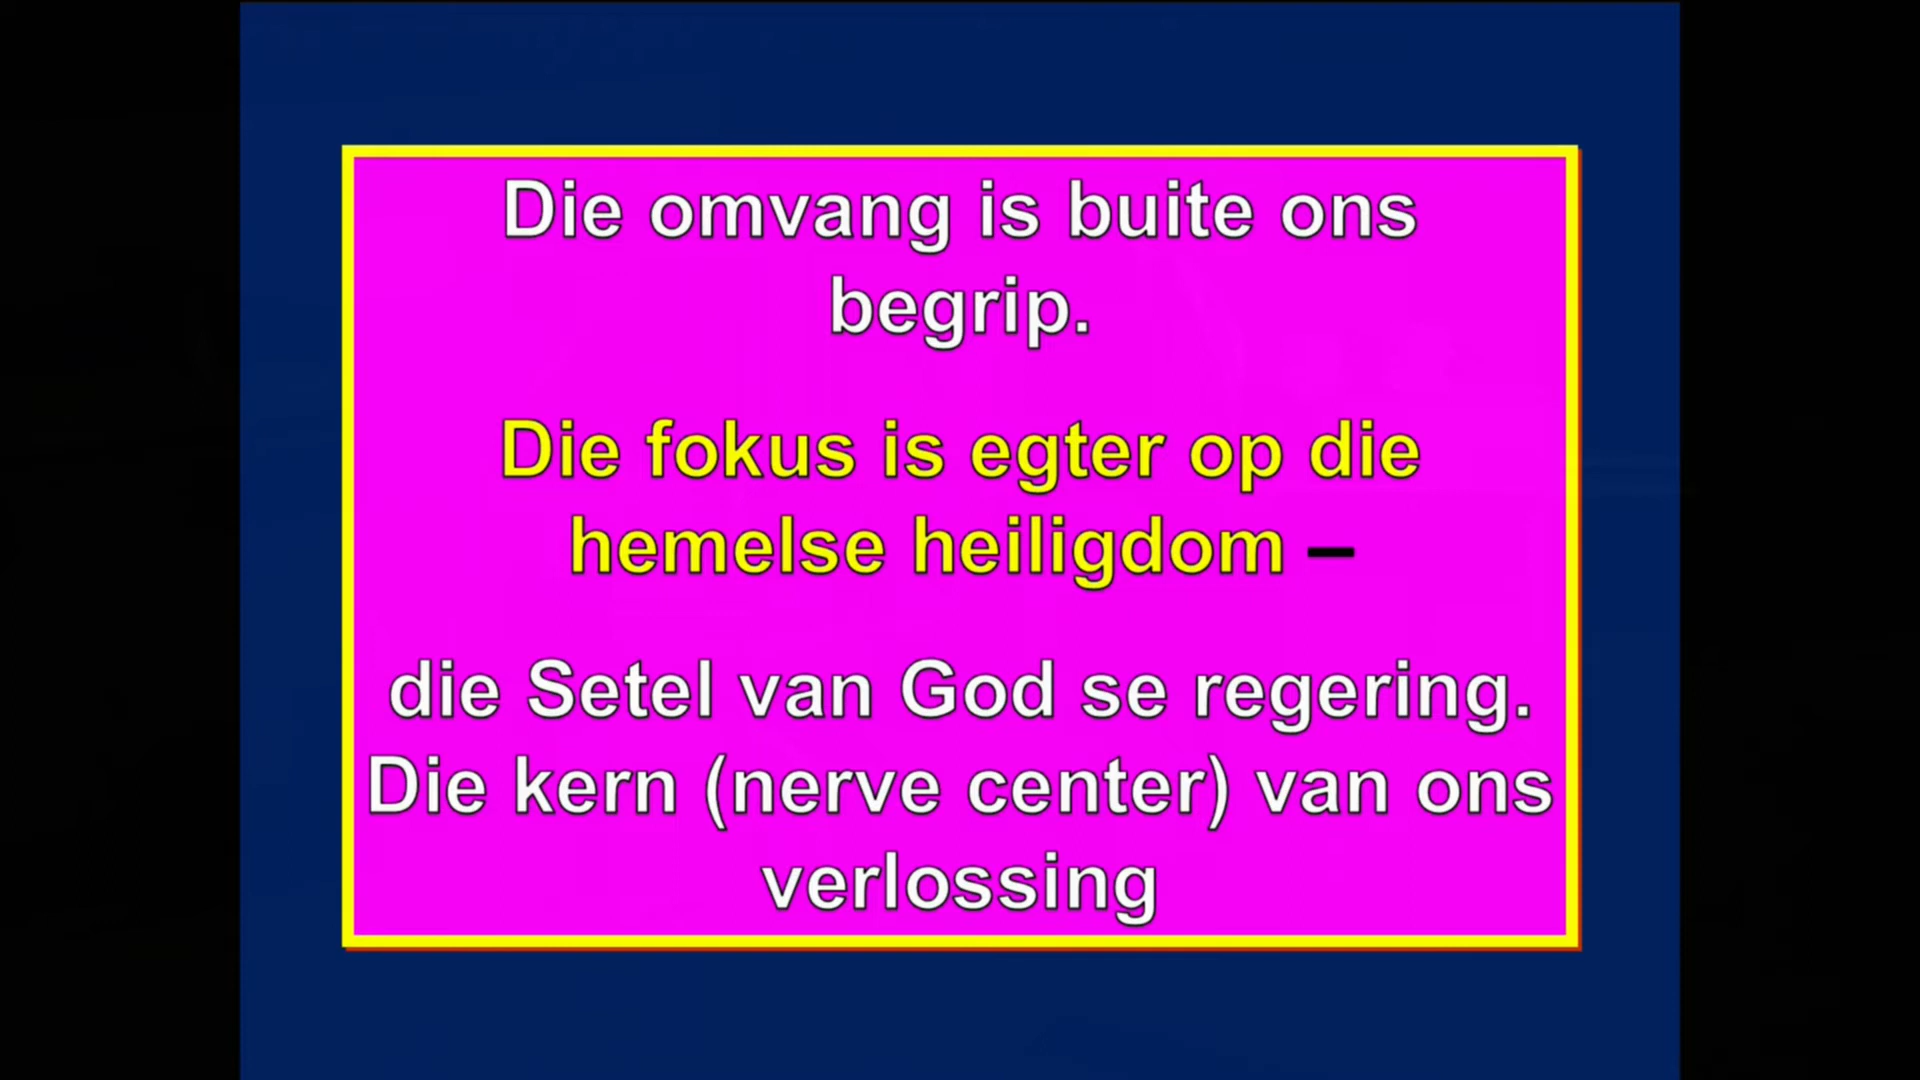 Die omvang is buite ons
begrip.
Die fokus is egter op die
hemelse heiligdom –
die Setel van God se regering.
Die kern (nerve center) van ons
verlossing